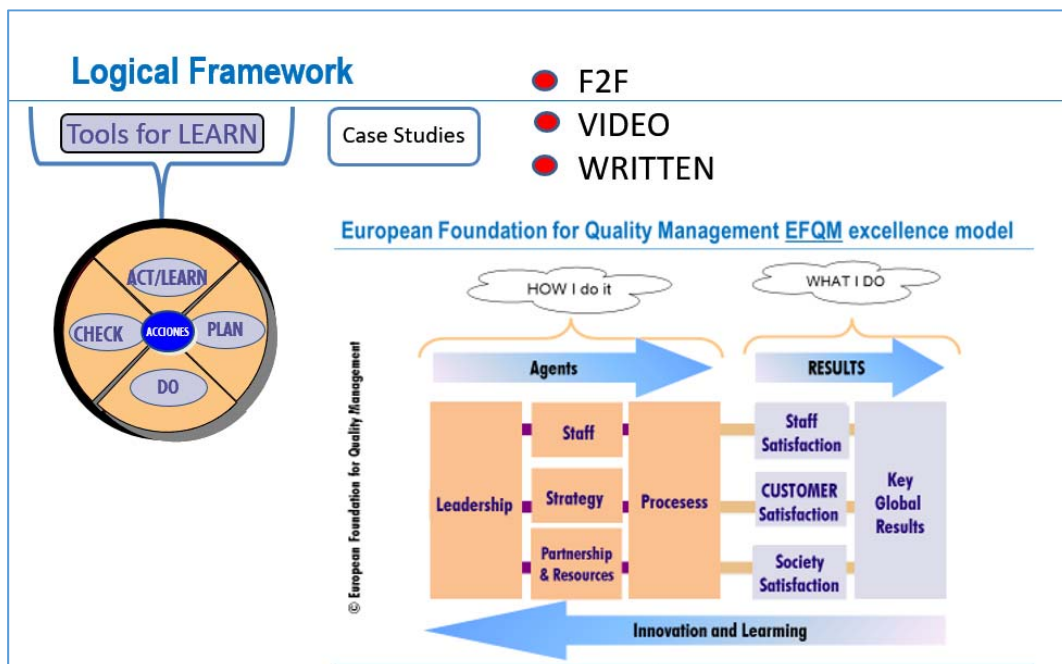 Logical Framework
F2F
VIDEO
WRITTEN
Tools for LEARN
Case Studies
ACT/LEARN
CHECK
ACCIONES
PLAN
DO
European Foundation for Quality Management EFQM excellence model
HOW I do it
WHAT I DO
Agents
RESULTS
© European Foundation for Quality Management
Leadership
Staff
Strategy
Partnership
& Resources
Procesess
Staff
Satisfaction
CUSTOMER
Satisfaction
Society
Satisfaction
Key
Global
Results
Innovation and Learning